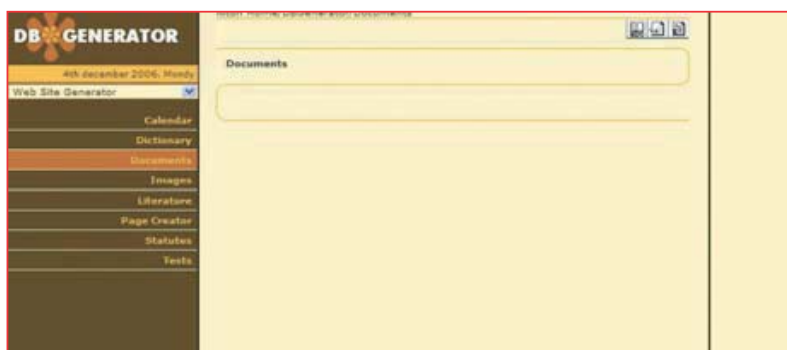 DB GENERATOR
4th december 2006. Mondy
Web Site Generator
Calendar
Dictionary
Documents
Images
Literature
Page Creator
Statutes
Tests
Documents